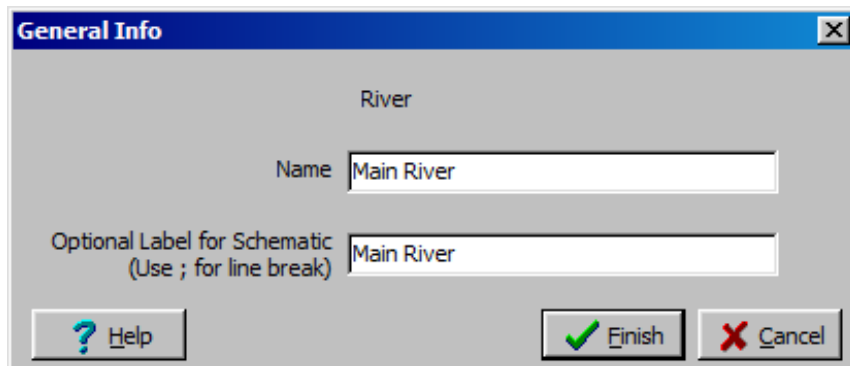 General Info
River
Name
Main River
Optional Label for Schematic
(Use ; for line break)
Main River
? Help
Finish
Cancel